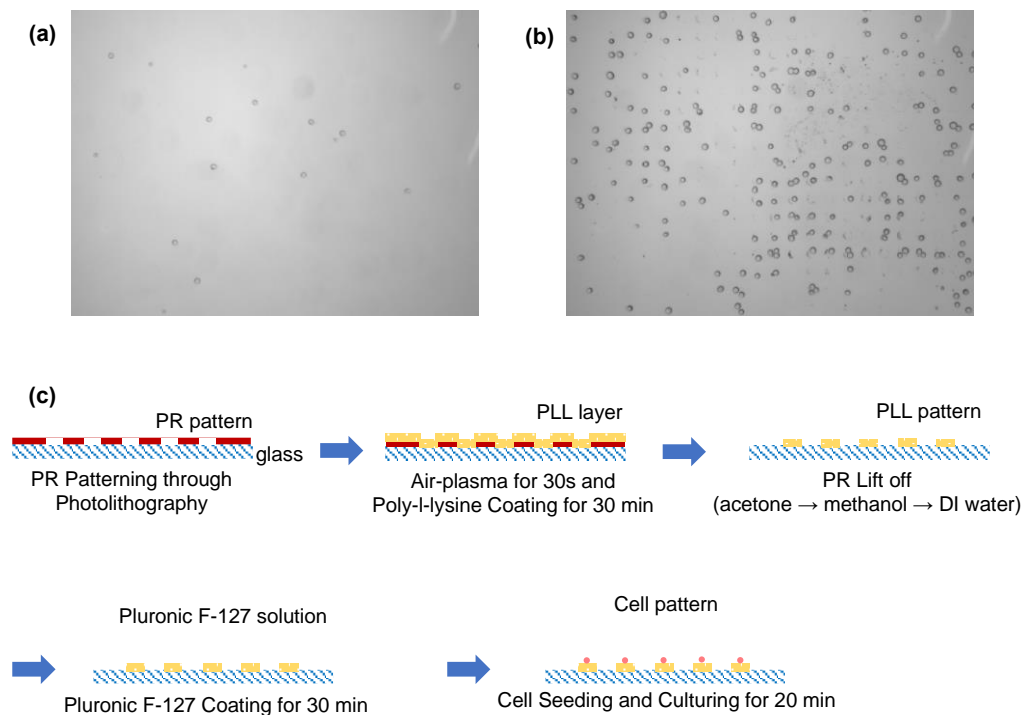 (a)
(b)
(c)
PR pattern
glass
PR Patterning through
Photolithography
PLL layer
Air-plasma for 30s and
Poly-l-lysine Coating for 30 min
PLL pattern
PR Lift off
(acetone → methanol → DI water)
Pluronic F-127 solution
Pluronic F-127 Coating for 30 min
Cell pattern
Cell Seeding and Culturing for 20 min